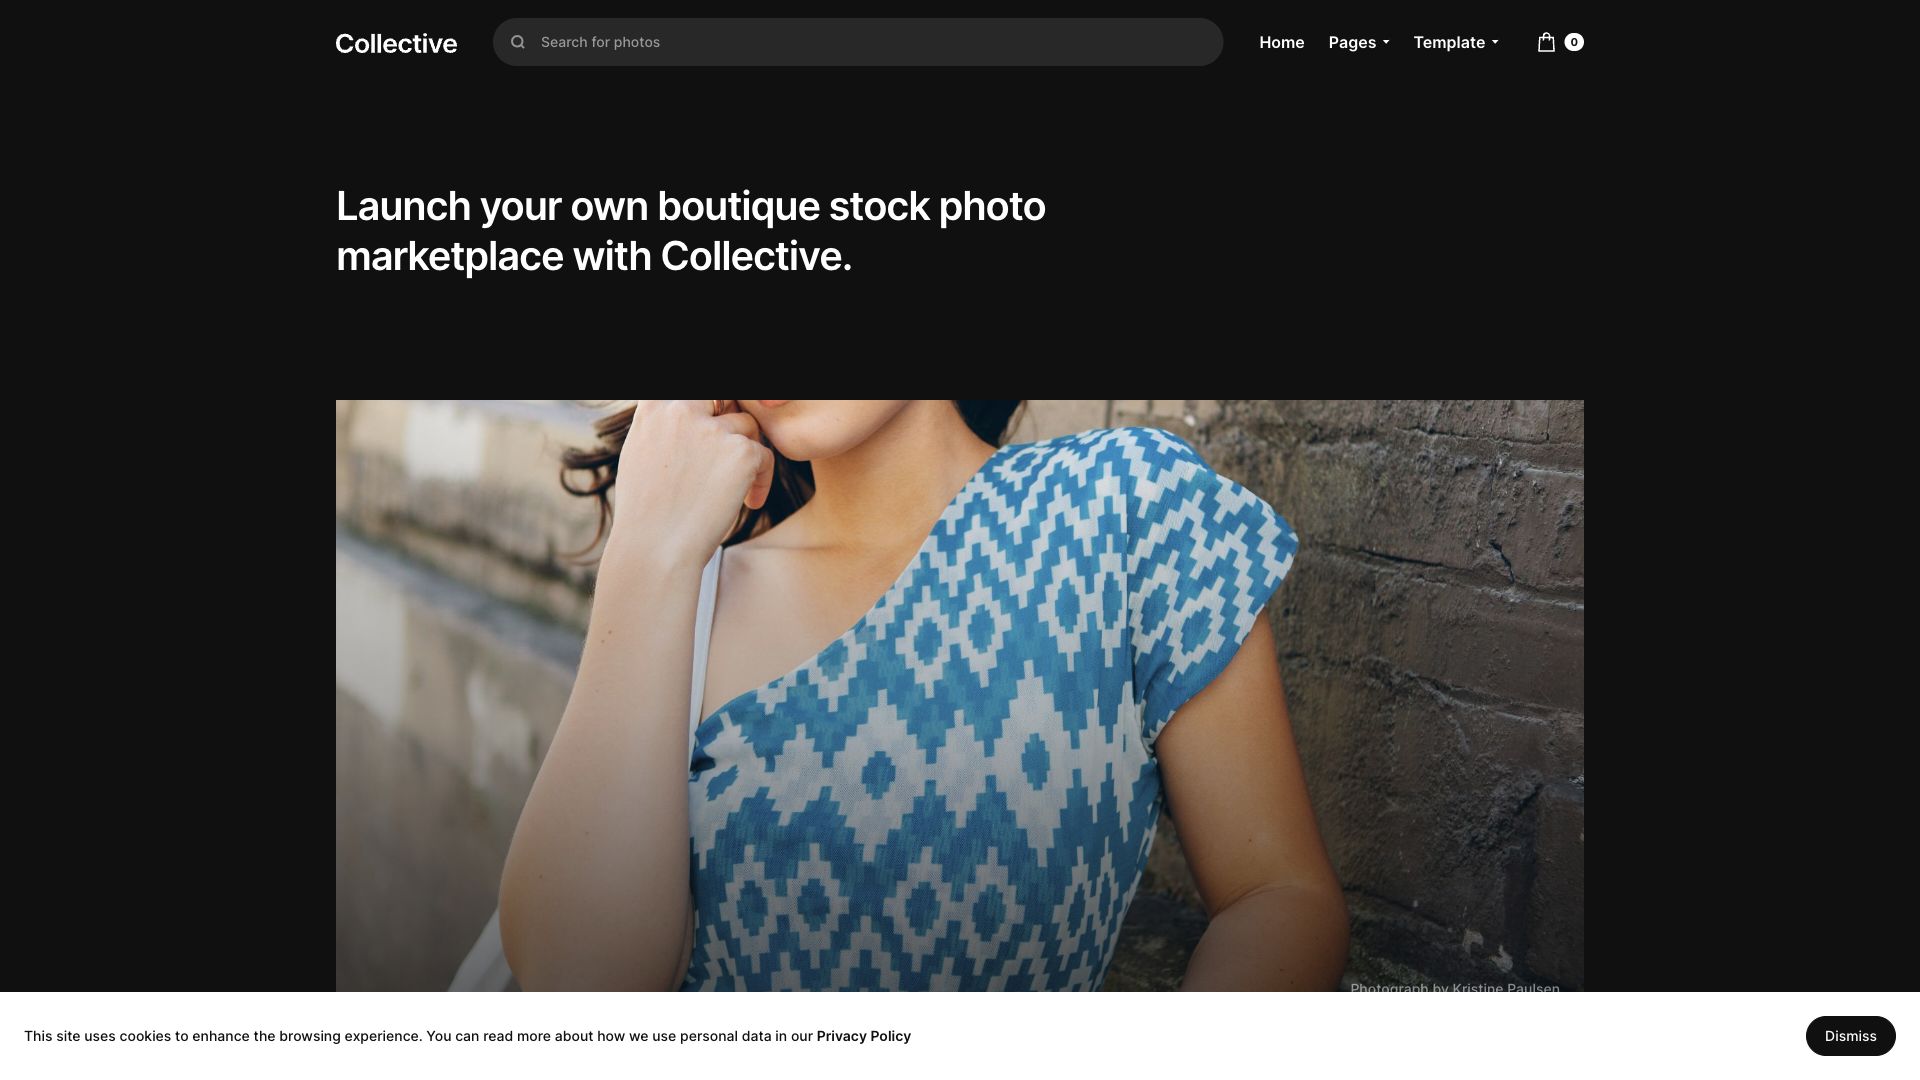 Collective
Search for photos
Home
Pages
Template
0
Launch your own boutique stock photo
marketplace with Collective.
Photograph by Kristine Paulsen
This site uses cookies to enhance the browsing experience. You can read more about how we use personal data in our Privacy Policy
Dismiss